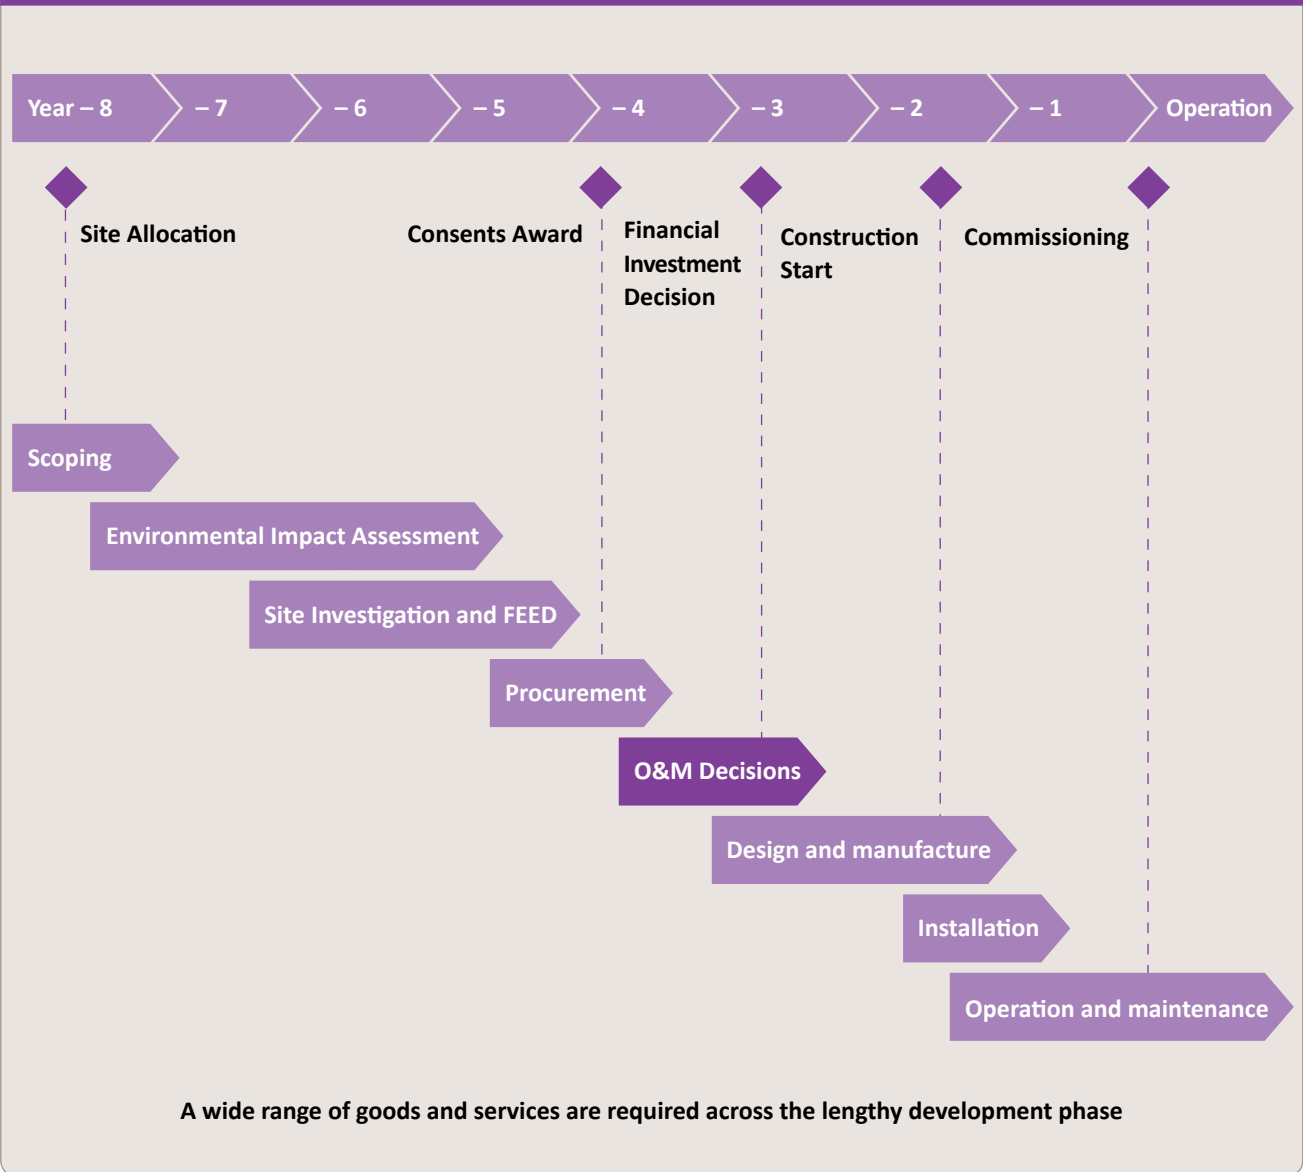 Year – 8
– 7
– 6
– 5
– 4
– 3
– 2
– 1
Operation
Site Allocation
Consents Award
Financial
Investment
Decision
Construction
Start
Commissioning
Scoping
Environmental Impact Assessment
Site Investigation and FEED
Procurement
O&M Decisions
Design and manufacture
Installation
Operation and maintenance
A wide range of goods and services are required across the lengthy development phase